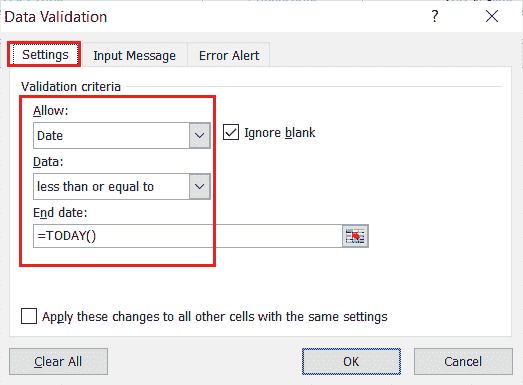 Data Validation ? ×
Settings Input Message Error Alert
Validation criteria
Allow:
Date Ignore blank
Data:
less than or equal to
End date:
=TODAY()
Apply these changes to all other cells with the same settings
Clear All OK Cancel